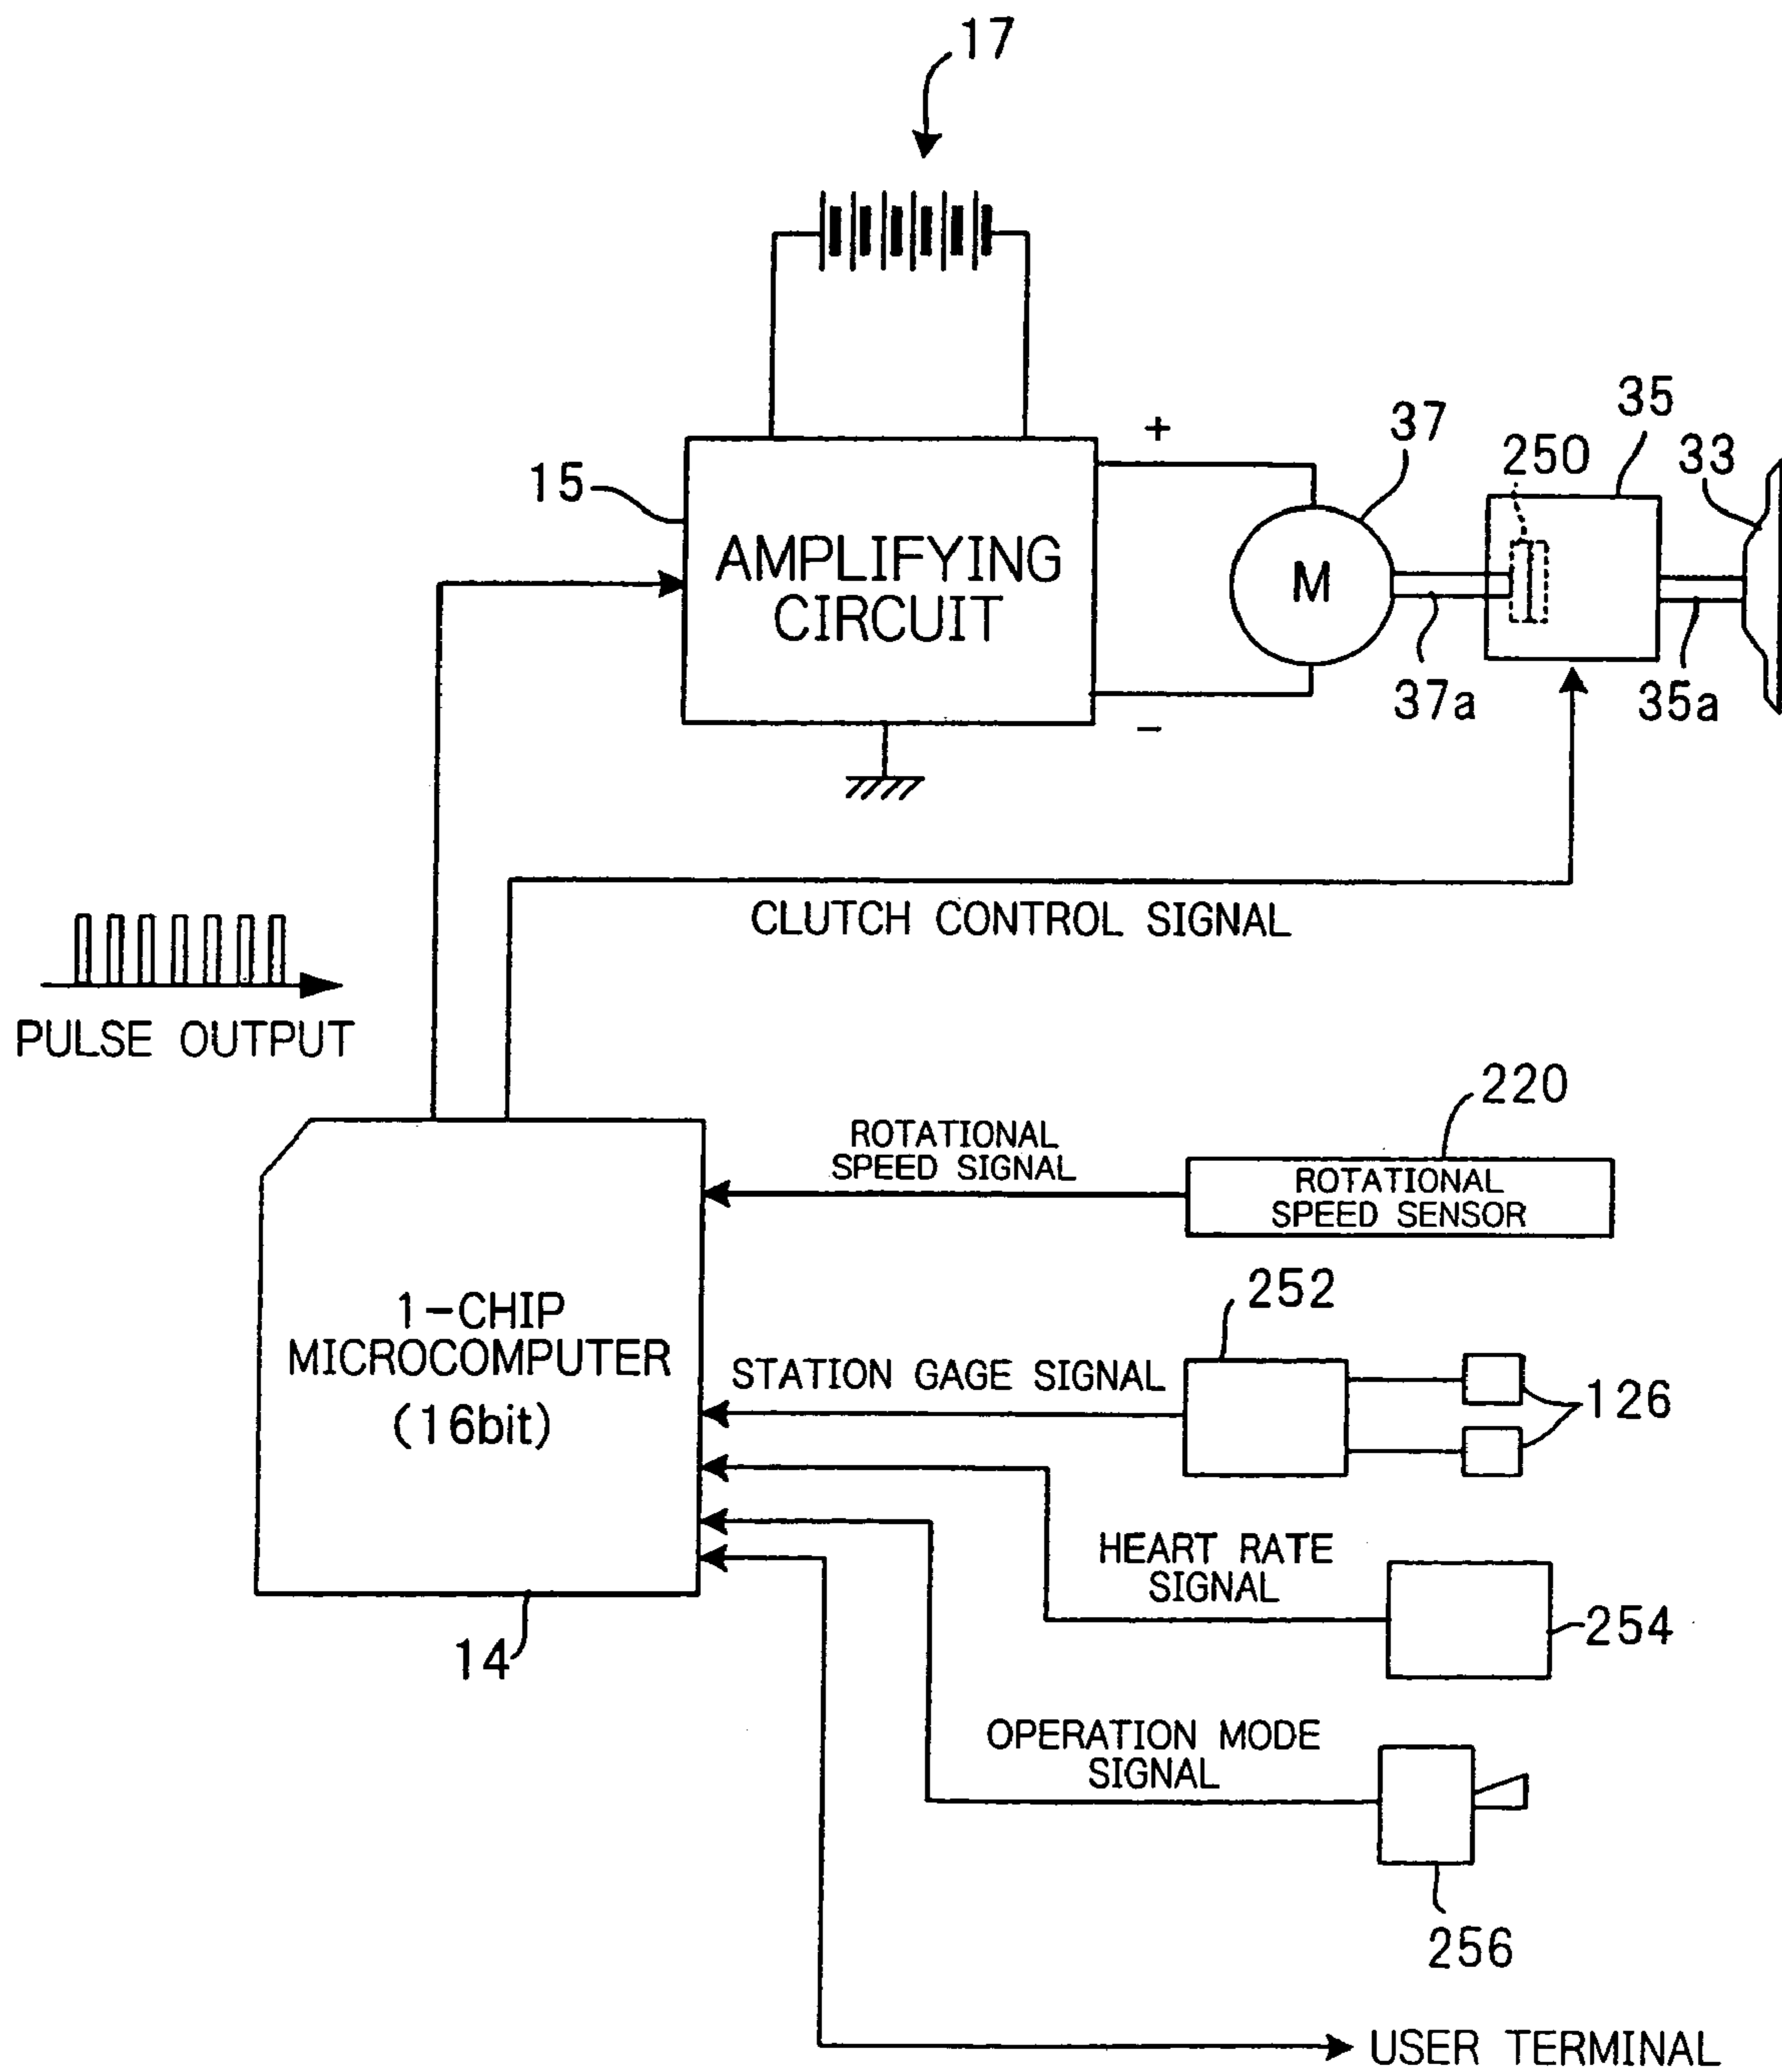 17
35
37
250
33
+
15
AMPLIFYING
CIRCUIT
M
37a
35a
−
CLUTCH CONTROL SIGNAL
PULSE OUTPUT
220
ROTATIONAL
SPEED SIGNAL
ROTATIONAL
SPEED SENSOR
252
1-CHIP
MICROCOMPUTER
(16bit)
STATION GAGE SIGNAL
126
HEART RATE
SIGNAL
254
14
OPERATION MODE
SIGNAL
256
USER TERMINAL